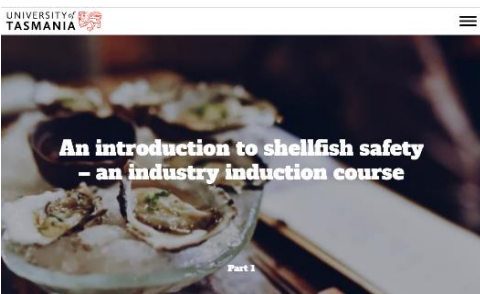 UNIVERSITY of
TASMANIA
An introduction to shellfish safety
– an industry induction course
Part 1